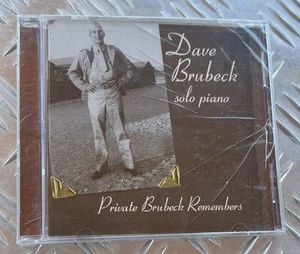 Dave
Brubeck
solo piano
Private Brubeck Remembers